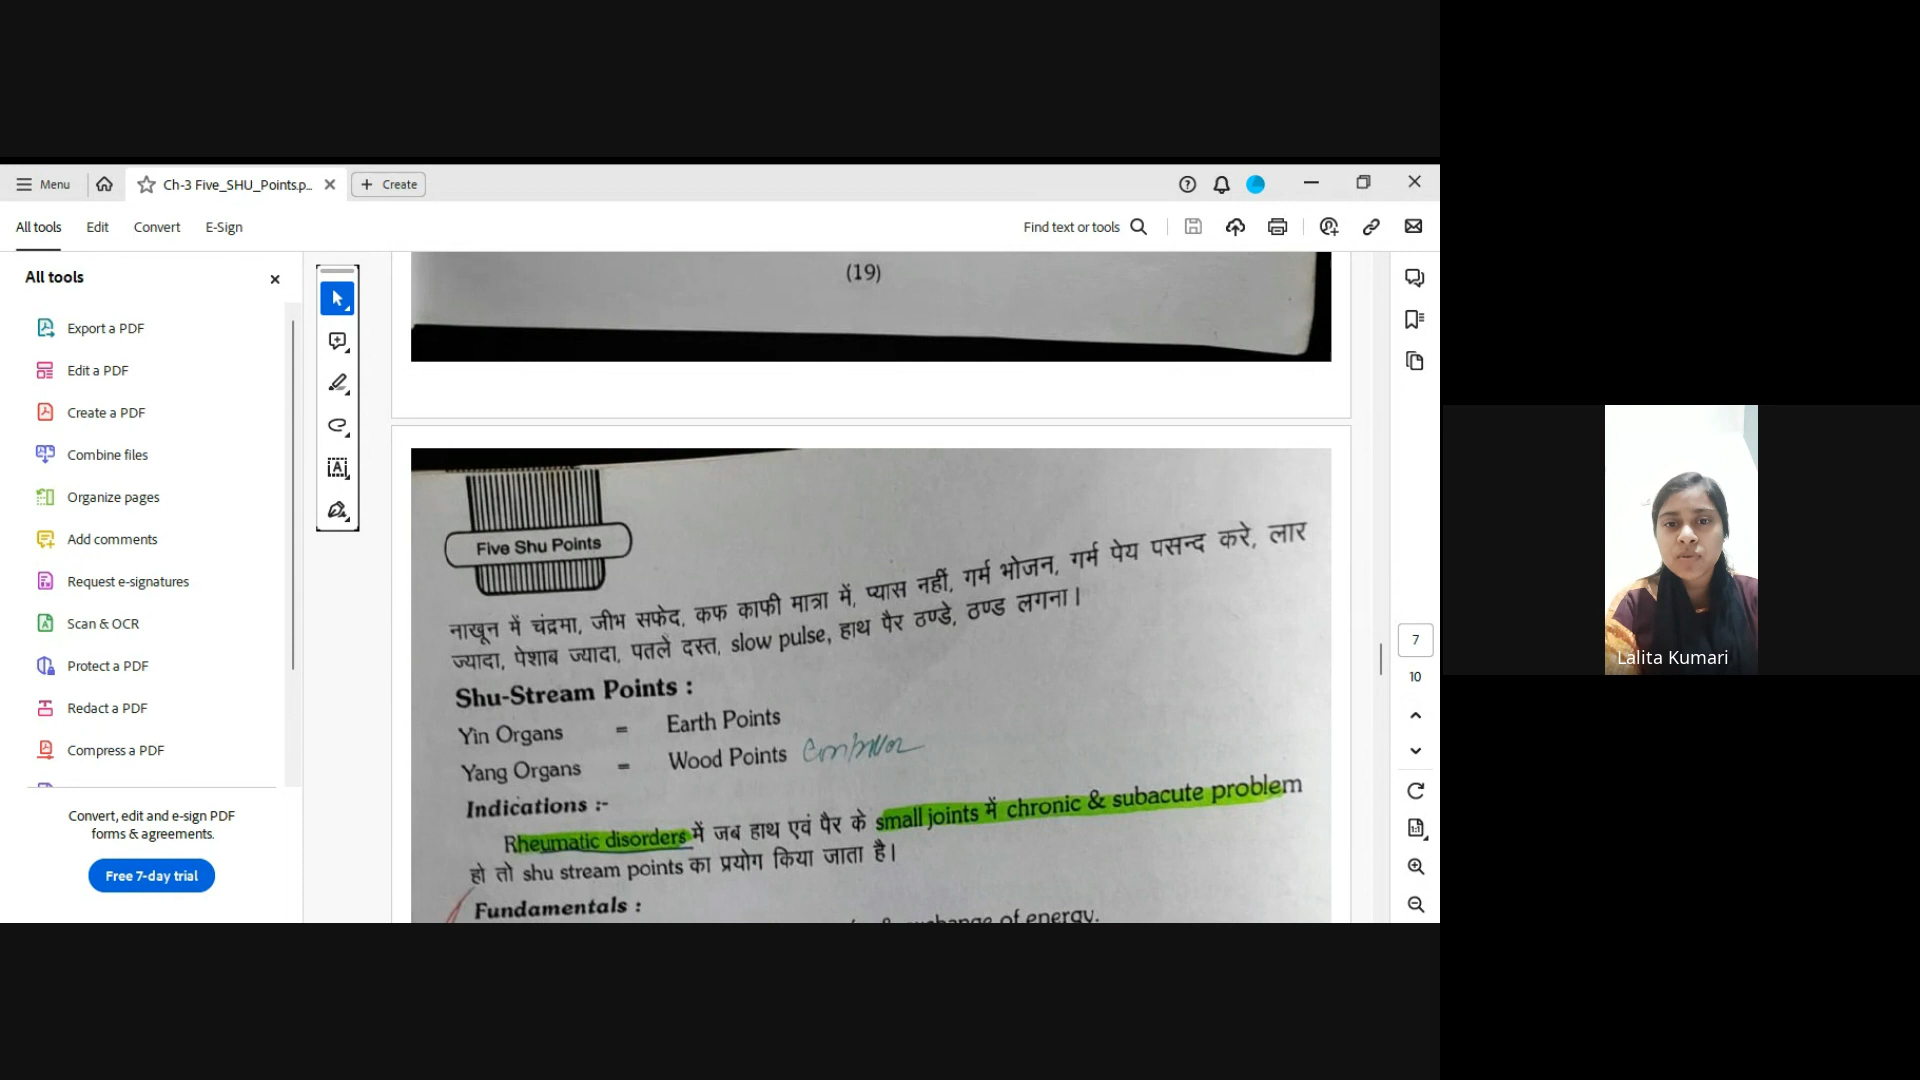 Menu
Ch-3 Five_SHU_Points.p...
Create
All tools
Edit
Convert
E-Sign
Find text or tools
All tools
Export a PDF
Edit a PDF
Create a PDF
Combine files
Organize pages
Add comments
Request e-signatures
Scan & OCR
Protect a PDF
Redact a PDF
Compress a PDF
Convert, edit and e-sign PDF
forms & agreements.
Free 7-day trial
(19)
Five Shu Points
नाखून में चंद्रमा, जीभ सफेद, कफ काफी मात्रा में, प्यास नहीं, गर्म भोजन, गर्म पेय पसन्द करे, लार
ज्यादा, पेशाब ज्यादा, पतले दस्त, slow pulse, हाथ पैर ठण्डे, ठण्ड लगना।
Shu-Stream Points :
Yin Organs = Earth Points
Yang Organs = Wood Points
Indications :-
Rheumatic disorders में जब हाथ एवं पैर के small joints में chronic & subacute problem
हो तो shu stream points का प्रयोग किया जाता है।
Fundamentals :
of energy.
7
10
Lalita Kumari